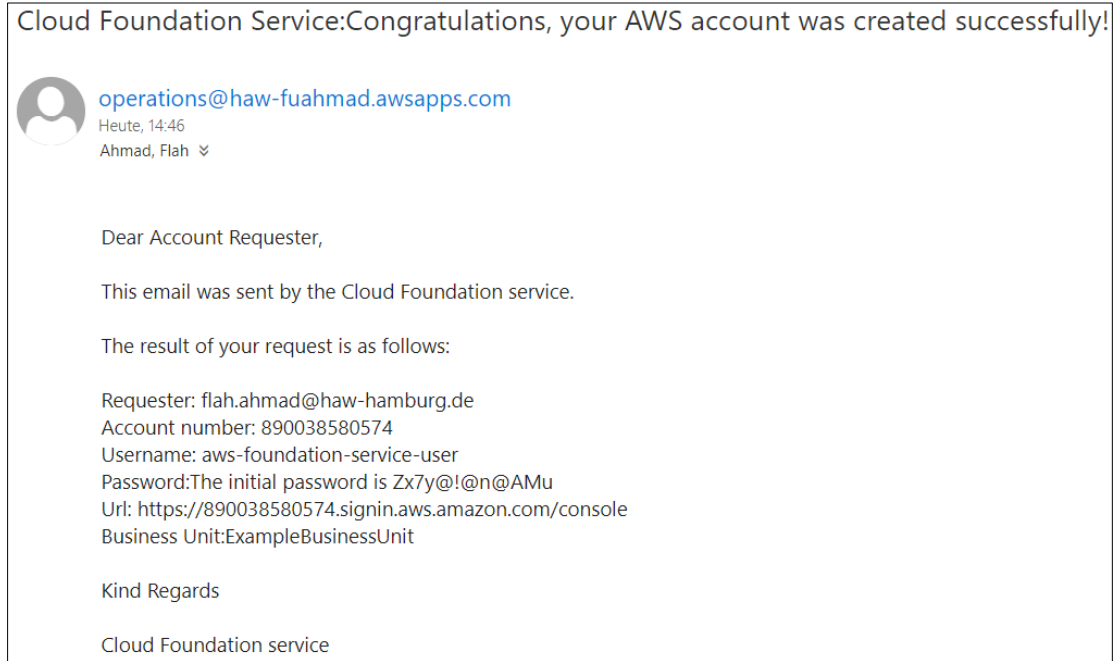 Cloud Foundation Service:Congratulations, your AWS account was created successfully!
operations@haw-fuahmad.awsapps.com
Heute, 14:46
Ahmad, Flah
Dear Account Requester,
This email was sent by the Cloud Foundation service.
The result of your request is as follows:
Requester: flah.ahmad@haw-hamburg.de
Account number: 890038580574
Username: aws-foundation-service-user
Password:The initial password is Zx7y@!@n@AMu
Url: https://890038580574.signin.aws.amazon.com/console
Business Unit:ExampleBusinessUnit
Kind Regards
Cloud Foundation service